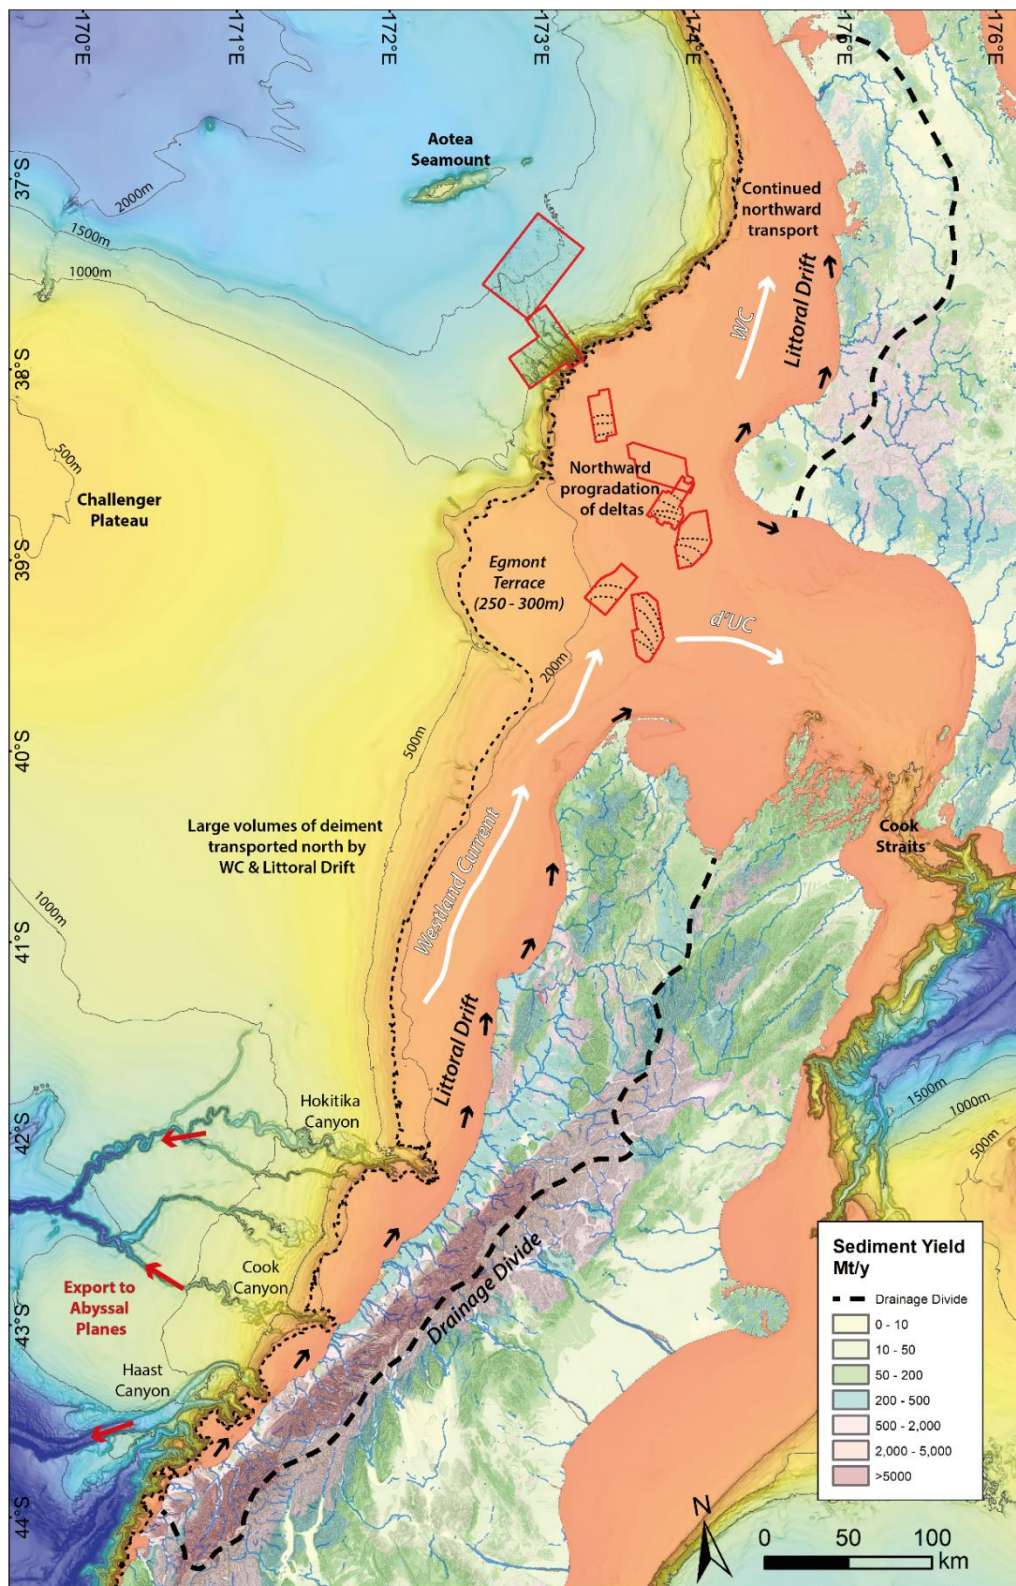 170°E
171°E
172°E
173°E
174°E
175°E
176°E
37°S
38°S
39°S
40°S
41°S
42°S
43°S
44°S
Aotea
Seamount
2000m
1500m
1000m
Continued
northward
transport
WC
Littoral Drift
500m
Challenger
Plateau
Northward
progradation
of deltas
Egmont
Terrace
(250 - 300m)
d'UC
200m
500m
Large volumes of deiment
transported north by
WC & Littoral Drift
Westland Current
Cook
Straits
1000m
Littoral Drift
1500m
1000m
500m
Hokitika
Canyon
Cook
Canyon
Export to
Abyssal
Planes
Haast
Canyon
Drainage Divide
Sediment Yield
Mt/y
Drainage Divide
0 - 10
10 - 50
50 - 200
200 - 500
500 - 2,000
2,000 - 5,000
>5000
N
0 50 100
km